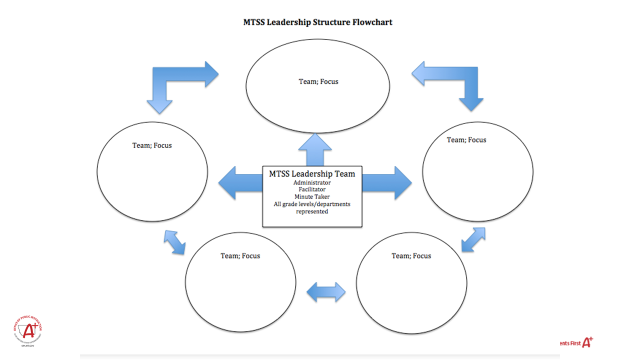 MTSS Leadership Structure Flowchart
Team; Focus
Team; Focus
Team; Focus
MTSS Leadership Team
Administrator
Facilitator
Minute Taker
All grade levels/departments
represented
Team; Focus
Team; Focus
A+
ents First A+